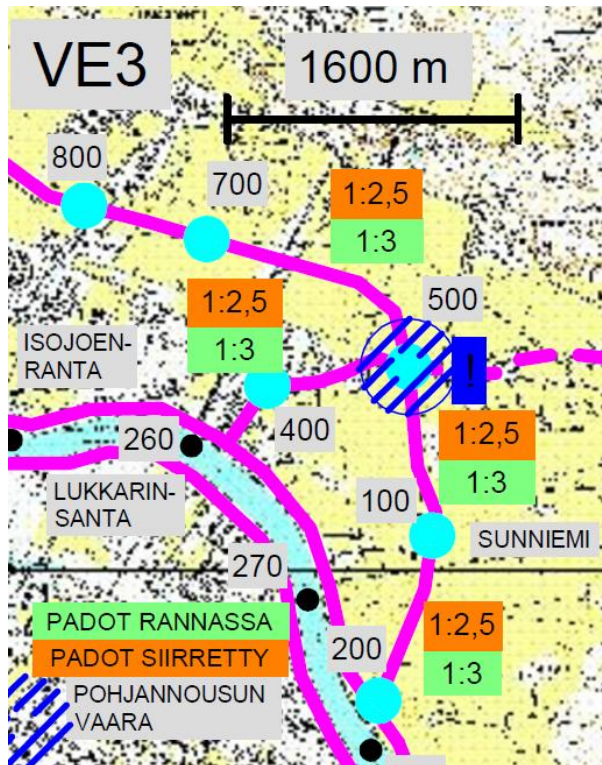 VE3
1600 m
800
700
1:2,5
1:3
500
1:2,5
1:3
ISOJOEN-
RANTA
!
400
260
1:2,5
1:3
LUKKARIN-
SANTA
100
SUNNIEMI
270
PADOT RANNASSA
PADOT SIIRRETTY
200
1:2,5
1:3
POHJANNOUSUN
VAARA